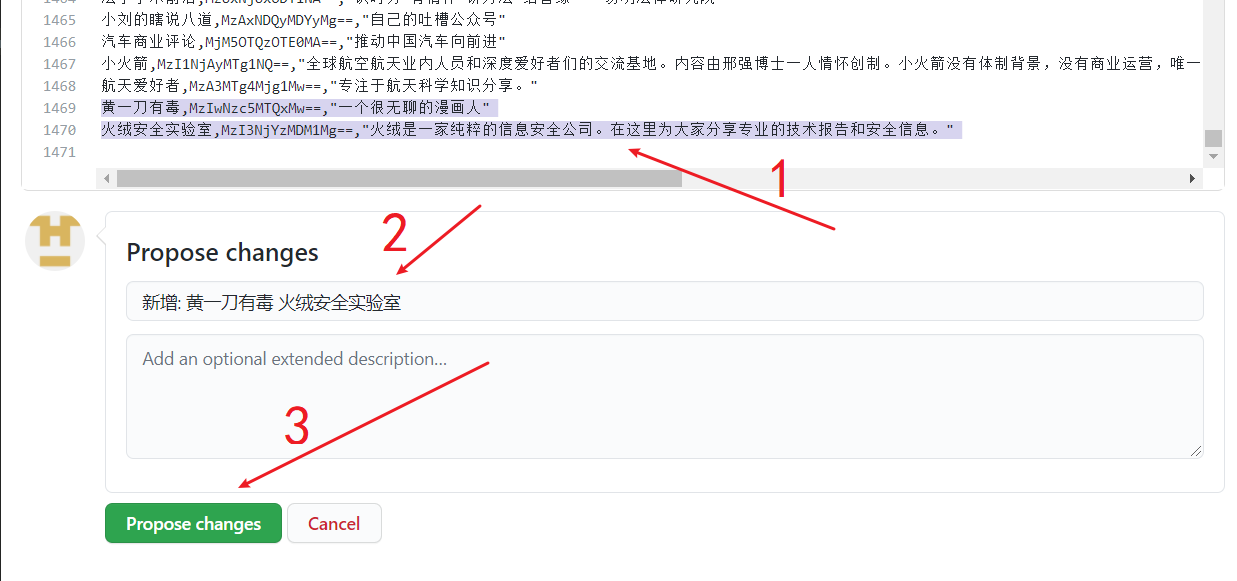 1465 小刘的瞎说八道,MzAxNDQyMDYyMg==,"自己的吐槽公众号"
1466 汽车商业评论,MjM5OTQzOTE0MA==,"推动中国汽车向前进"
1467 小火箭,MzI1NjAyMTg1NQ==,"全球航空航天业内人员和深度爱好者们的交流基地。内容由邢强博士一人情怀创制。小火箭没有体制背景，没有商业运营，唯一
1468 航天爱好者,MzA3MTg4Mjg1Mw==,"专注于航天科学知识分享。"
1469 黄一刀有毒,MzIwNzc5MTQxMw==,"一个很无聊的漫画人"
1470 火绒安全实验室,MzI3NjYzMDM1Mg==,"火绒是一家纯粹的信息安全公司。在这里为大家分享专业的技术报告和安全信息。"
1471
1
2
Propose changes
新增: 黄一刀有毒 火绒安全实验室
Add an optional extended description...
3
Propose changes
Cancel